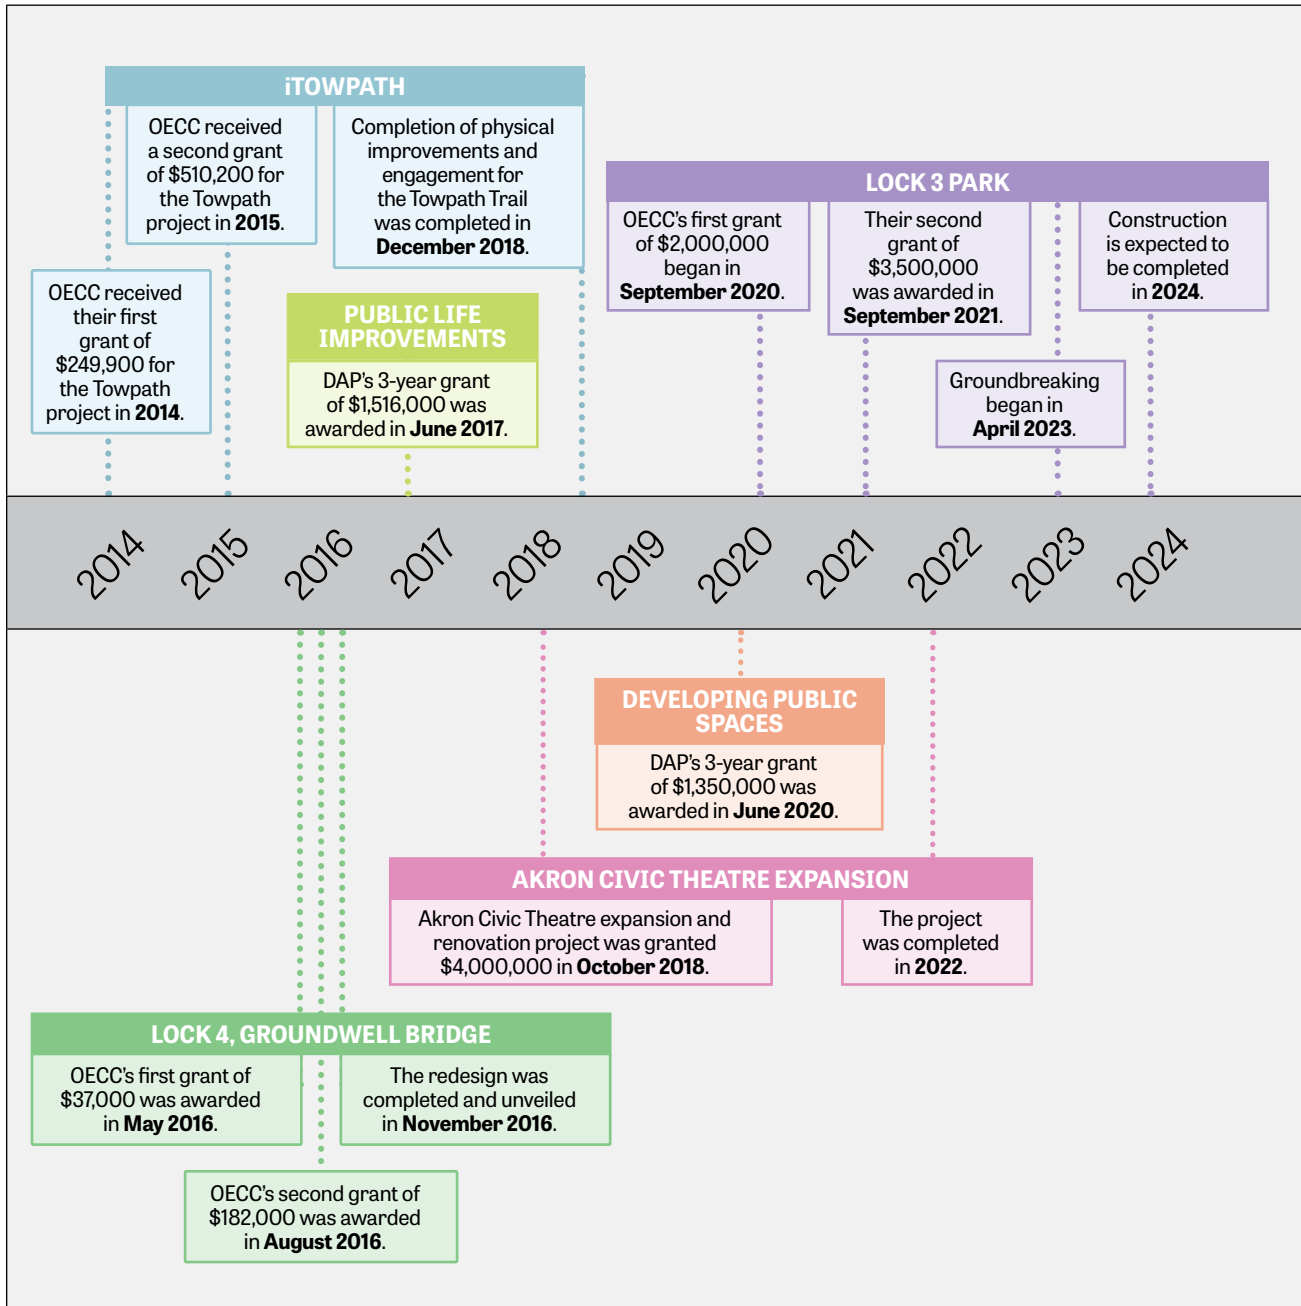 iTOWPATH
OECC received
a second grant
of $510,200 for
the Towpath
project in 2015.
Completion of physical
improvements and
engagement for
the Towpath Trail
was completed in
December 2018.
OECC received
their first
grant of
$249,900 for
the Towpath
project in 2014.
PUBLIC LIFE
IMPROVEMENTS
DAP’s 3-year grant
of $1,516,000 was
awarded in June 2017.
LOCK 3 PARK
OECC’s first grant
of $2,000,000
began in
September 2020.
Their second
grant of
$3,500,000
was awarded in
September 2021.
Construction
is expected to
be completed
in 2024.
Groundbreaking
began in
April 2023.
2014
2015
2016
2017
2018
2019
2020
2021
2022
2023
2024
DEVELOPING PUBLIC
SPACES
DAP’s 3-year grant
of $1,350,000 was
awarded in June 2020.
AKRON CIVIC THEATRE EXPANSION
Akron Civic Theatre expansion and
renovation project was granted
$4,000,000 in October 2018.
The project
was completed
in 2022.
LOCK 4, GROUNDWELL BRIDGE
OECC’s first grant of
$37,000 was awarded
in May 2016.
The redesign was
completed and unveiled
in November 2016.
OECC’s second grant of
$182,000 was awarded
in August 2016.